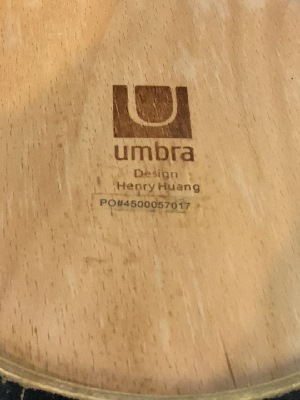 umbra
Design
Henry Huang
PO#4500057017